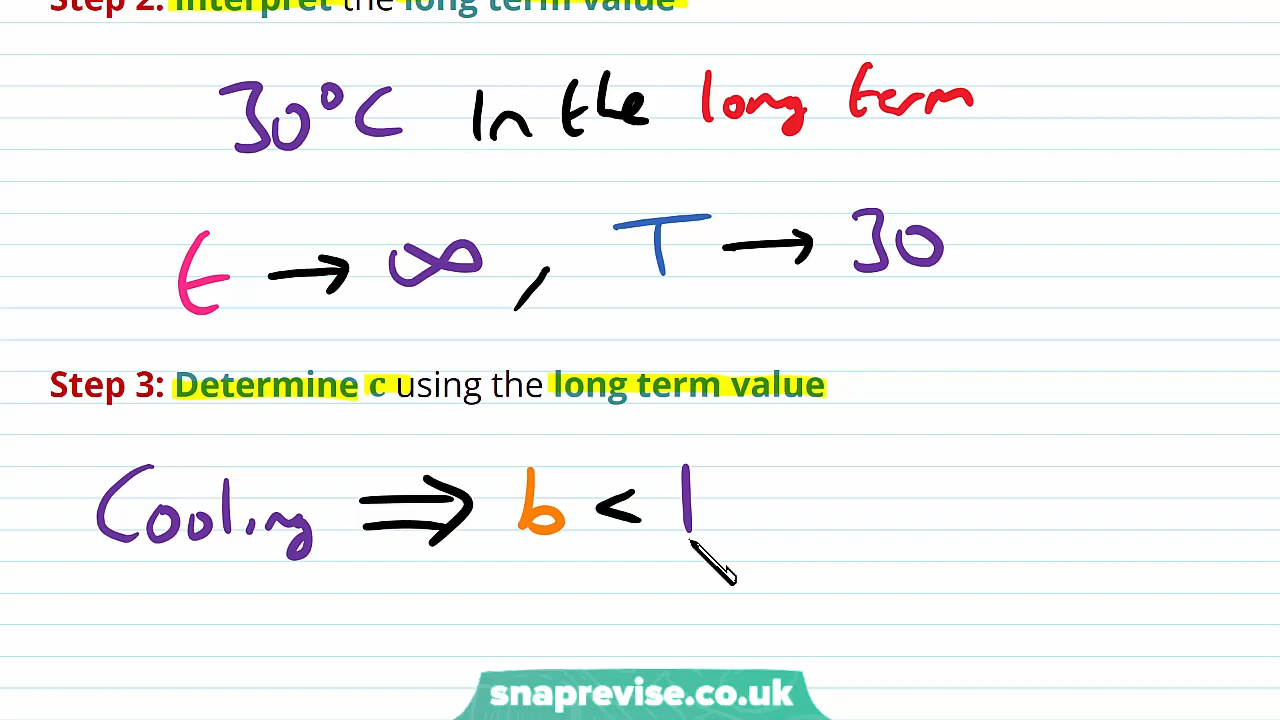 Step 2: Interpret the long term value
30°C In the long term
t → ∞, T → 30
Step 3: Determine c using the long term value
Cooling ⇒ b < 1
snaprevise.co.uk